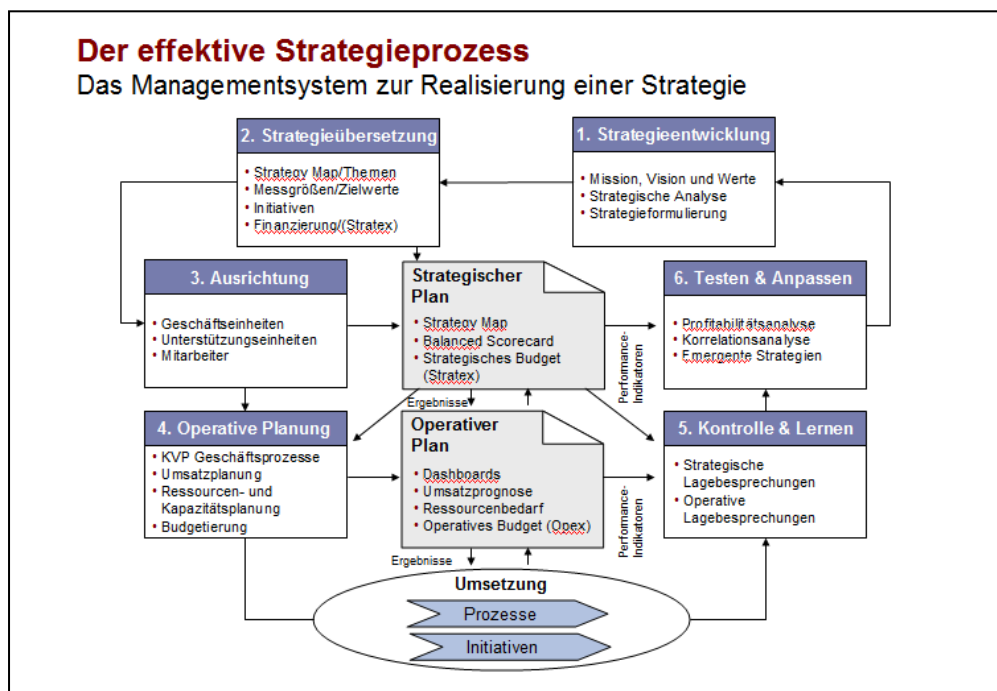 Der effektive Strategieprozess
Das Managementsystem zur Realisierung einer Strategie
2. Strategieübersetzung
• Strategy Map/Themen
• Messgrößen/Zielwerte
• Initiativen
• Finanzierung/(Stratex)
1. Strategieentwicklung
• Mission, Vision und Werte
• Strategische Analyse
• Strategieformulierung
3. Ausrichtung
• Geschäftseinheiten
• Unterstützungseinheiten
• Mitarbeiter
Strategischer
Plan
• Strategy Map
• Balanced Scorecard
• Strategisches Budget
(Stratex)
Performance-
Indikatoren
6. Testen & Anpassen
• Profitabilitätsanalyse
• Korrelationsanalyse
• Emergente Strategien
Ergebnisse
4. Operative Planung
• KVP Geschäftsprozesse
• Umsatzplanung
• Ressourcen- und
Kapazitätsplanung
• Budgetierung
Operativer
Plan
• Dashboards
• Umsatzprognose
• Ressourcenbedarf
• Operatives Budget (Opex)
Performance-
Indikatoren
5. Kontrolle & Lernen
• Strategische
Lagebesprechungen
• Operative
Lagebesprechungen
Ergebnisse
Umsetzung
Prozesse
Initiativen